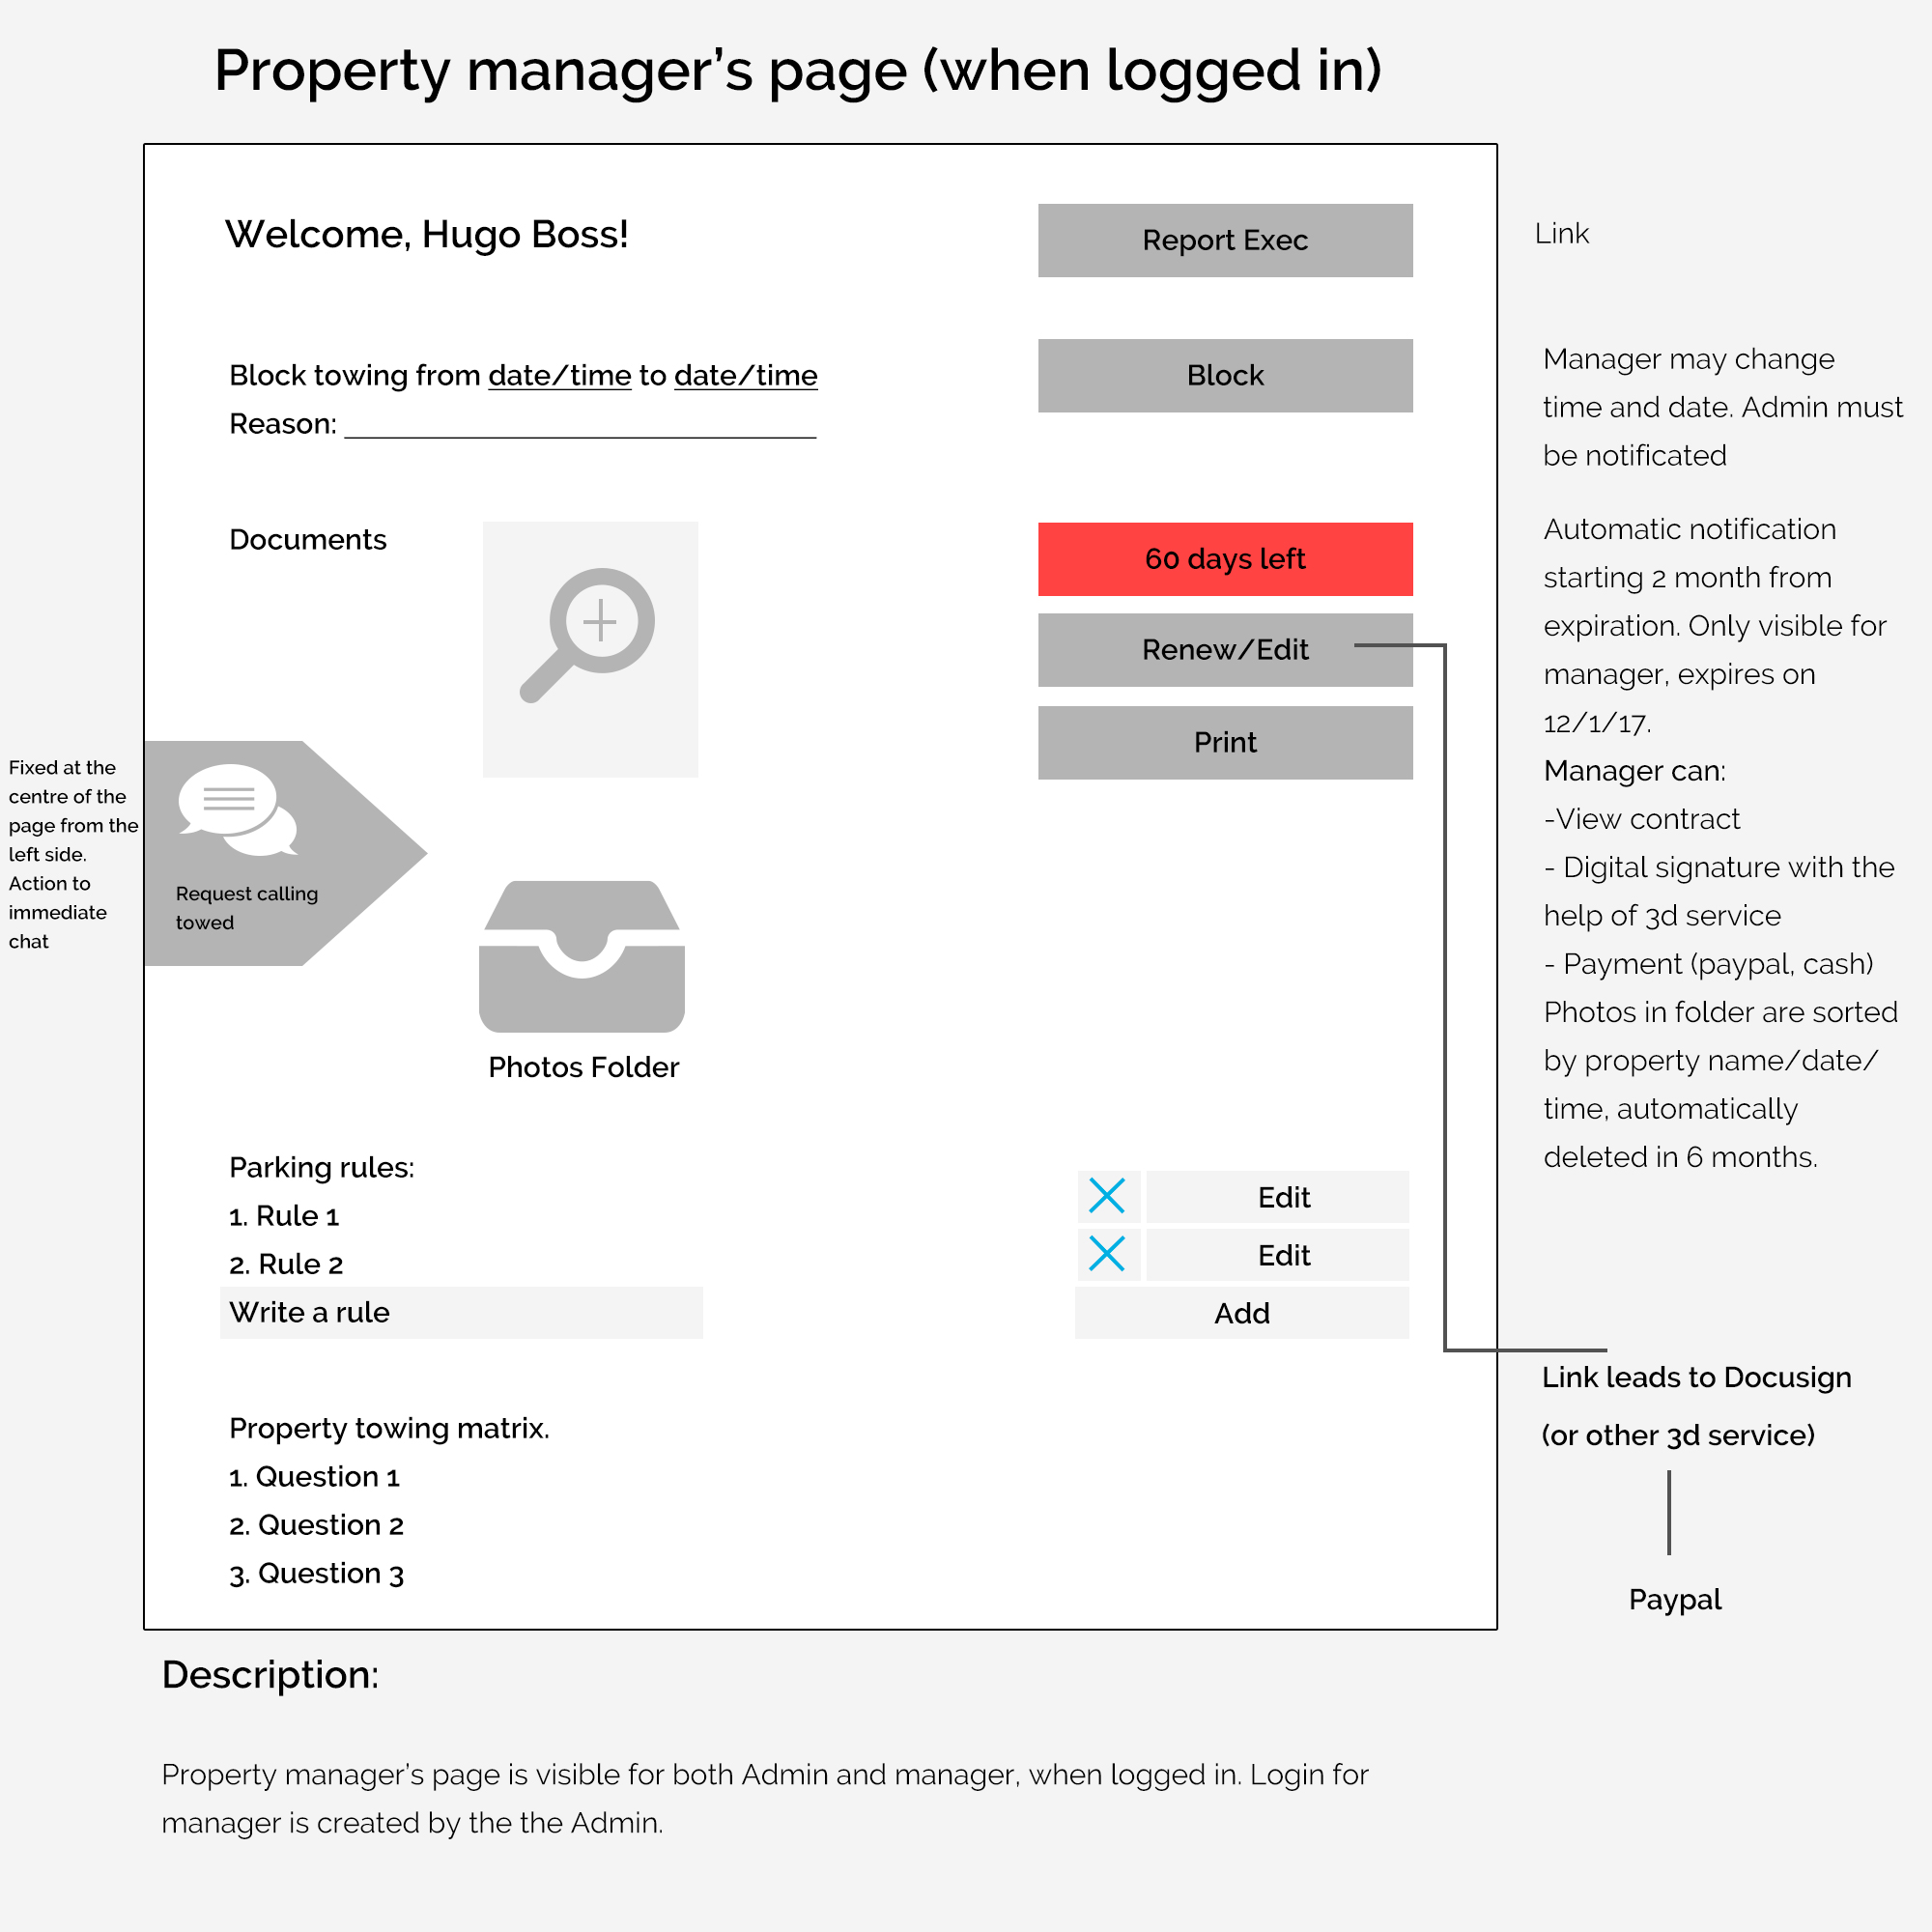 Property manager’s page (when logged in)
Welcome, Hugo Boss!
Report Exec
Link
Block towing from date/time to date/time
Reason:
Block
Manager may change
time and date. Admin must
be notificated
Documents
60 days left
Renew/Edit
Print
Automatic notification
starting 2 month from
expiration. Only visible for
manager, expires on
12/1/17.
Manager can:
-View contract
- Digital signature with the
help of 3d service
- Payment (paypal, cash)
Photos in folder are sorted
by property name/date/
time, automatically
deleted in 6 months.
Fixed at the
centre of the
page from the
left side.
Action to
immediate
chat
Request calling
towed
Photos Folder
Parking rules:
1. Rule 1
Edit
2. Rule 2
Edit
Write a rule
Add
Link leads to Docusign
(or other 3d service)
Paypal
Property towing matrix.
1. Question 1
2. Question 2
3. Question 3
Description:
Property manager’s page is visible for both Admin and manager, when logged in. Login for
manager is created by the the Admin.